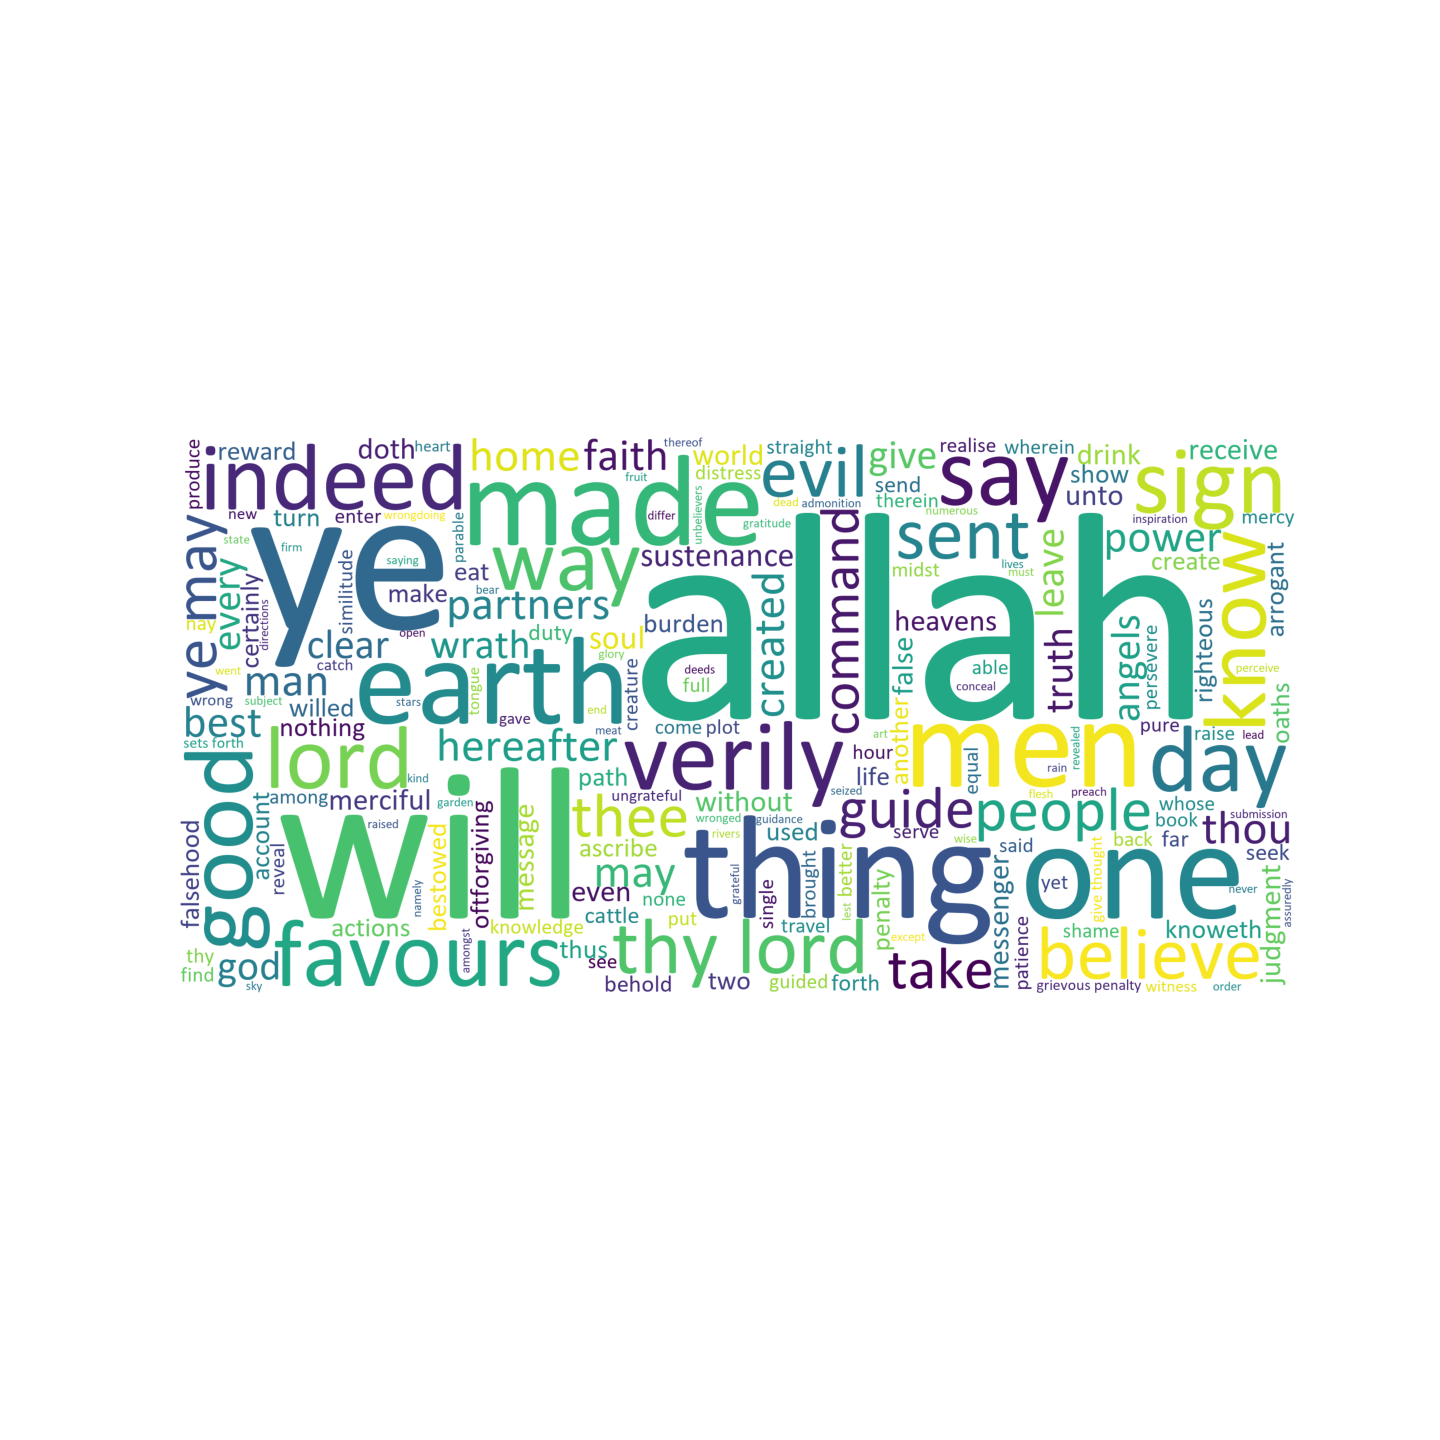 produce
reward
doth
heart
home
faith
thereof
world
straight
evil
give
realise
wherein
drink
receive
indeed
made
fruit
distress
send
say
show
sign
new
turn
enter
wrongdoing
parable
differ
unbelievers
gratitude
dead
admonition
therein
numerous
unto
inspiration
mercy
ye may
state
firm
ye
way
sustenance
command
sent
lives
leave
power
create
know
arrogant
every
certainly
directions
similitude
saying
eat
make
bear
partners
created
allah
midst
must
nay
clear
open
wrath
duty
soul
burden
heavens
false
truth
angels
persevere
righteous
went
catch
earth
glory
creature
deeds
full
able
conceal
perceive
wrong
man
subject
willed
stars
tongue
gave
end
meat
best
nothing
hereafter
come
plot
art
another
men
pure
raise
lead
oaths
sets forth
lord
kind
verily
hour
equal
rain
revealed
day
good
account
among
merciful
garden
path
ungrateful
without
life
seized
flesh
preach
whose
submission
falsehood
reveal
raised
will
oftforgiving
message
thee
wronged
guidance
used
guide
serve
people
book
thou
ascribe
rivers
thing
wise
said
one
back
far
seek
namely
bestowed
may
even
none
grateful
single
brought
better
lest
yet
give thought
never
assuredly
actions
knowledge
cattle
put
travel
penalty
except
messenger
patience
shame
knoweth
judgment
thy
find
god
sky
favours
amongst
thus
see
thy lord
take
believe
behold
two
guided
forth
grievous penalty
witness
order